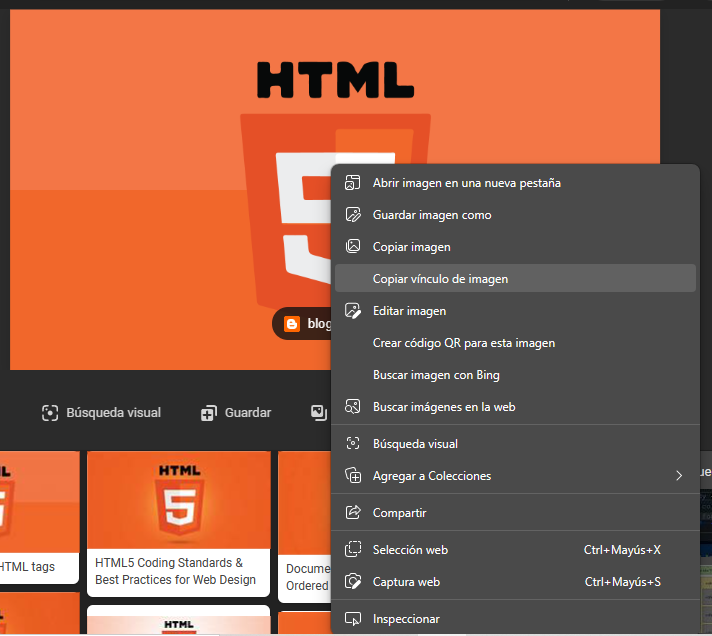 HTML
5
blog
Búsqueda visual
Guardar
HTML tags
HTML
5
HTML5 Coding Standards &
Best Practices for Web Design
Docume
Ordered
HTML
Abrir imagen en una nueva pestaña
Guardar imagen como
Copiar imagen
Copiar vínculo de imagen
Editar imagen
Crear código QR para esta imagen
Buscar imagen con Bing
Buscar imágenes en la web
Búsqueda visual
Agregar a Colecciones
Compartir
Selección web Ctrl+Mayús+X
Captura web Ctrl+Mayús+S
Inspeccionar